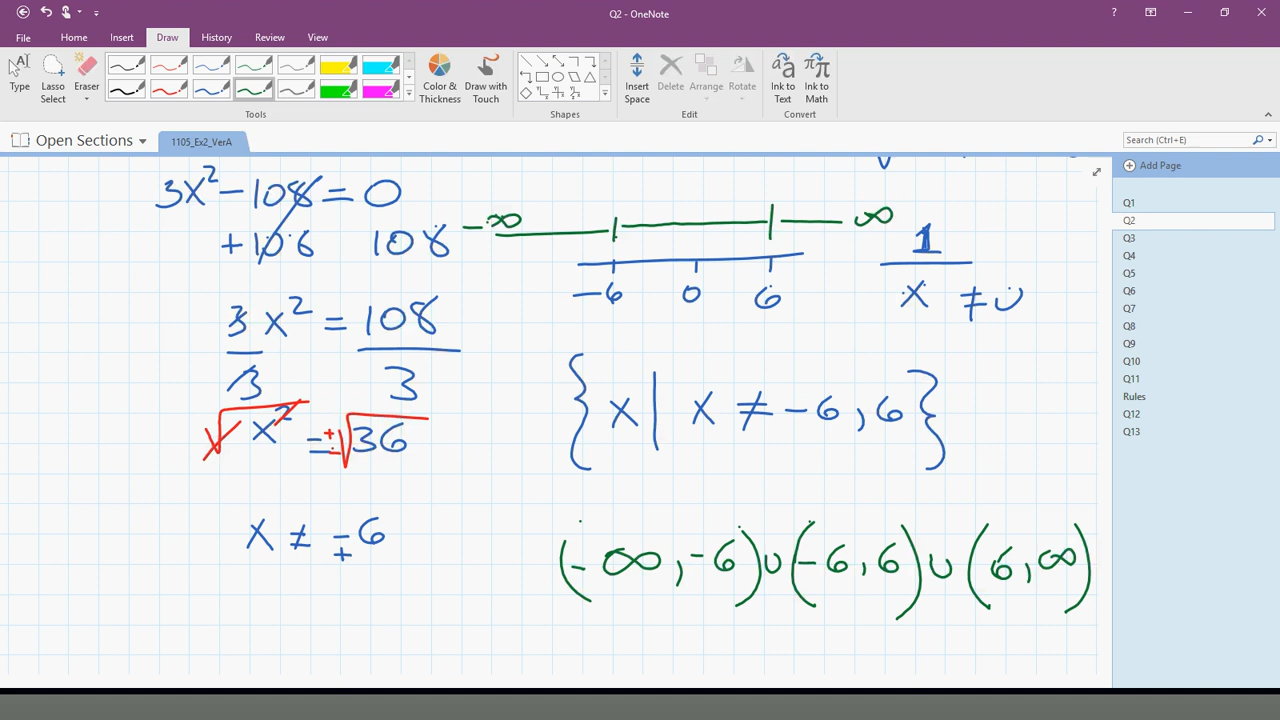 Q2 - OneNote
File Home Insert Draw History Review View
Type
Lasso Select
Eraser
Color & Thickness
Draw with Touch
Insert Space
Delete
Arrange
Rotate
Ink to Text
Ink to Math
Tools Shapes Edit Convert
Open Sections
1105_Ex2_VerA
Search (Ctrl+E)
Add Page
Q1
Q2
Q3
Q4
Q5
Q6
Q7
Q8
Q9
Q10
Q11
Rules
Q12
Q13
3x² - 108 = 0
+108 108
3x² = 108
3 3
√x² = ±√36
x ≠ ±6
-∞ ∞
-6 0 6
1
x ≠ 0
{x | x ≠ -6, 6}
(-∞, -6) ∪ (-6, 6) ∪ (6, ∞)